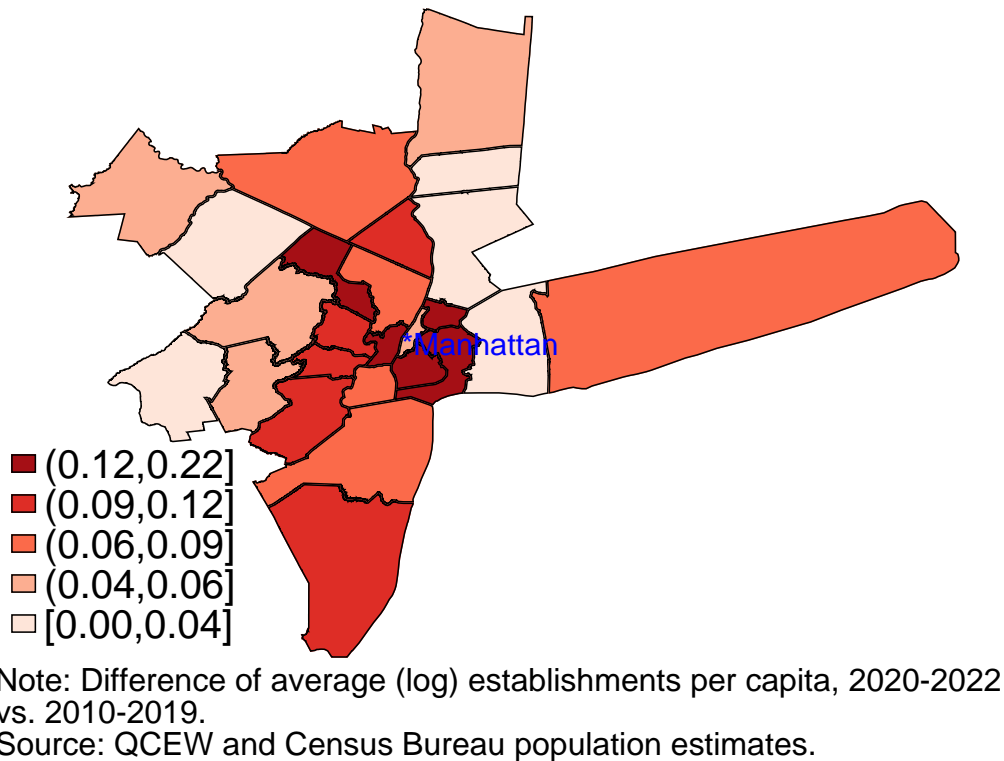 *Manhattan
(0.12,0.22]
(0.09,0.12]
(0.06,0.09]
(0.04,0.06]
[0.00,0.04]
Note: Difference of average (log) establishments per capita, 2020-2022
vs. 2010-2019.
Source: QCEW and Census Bureau population estimates.